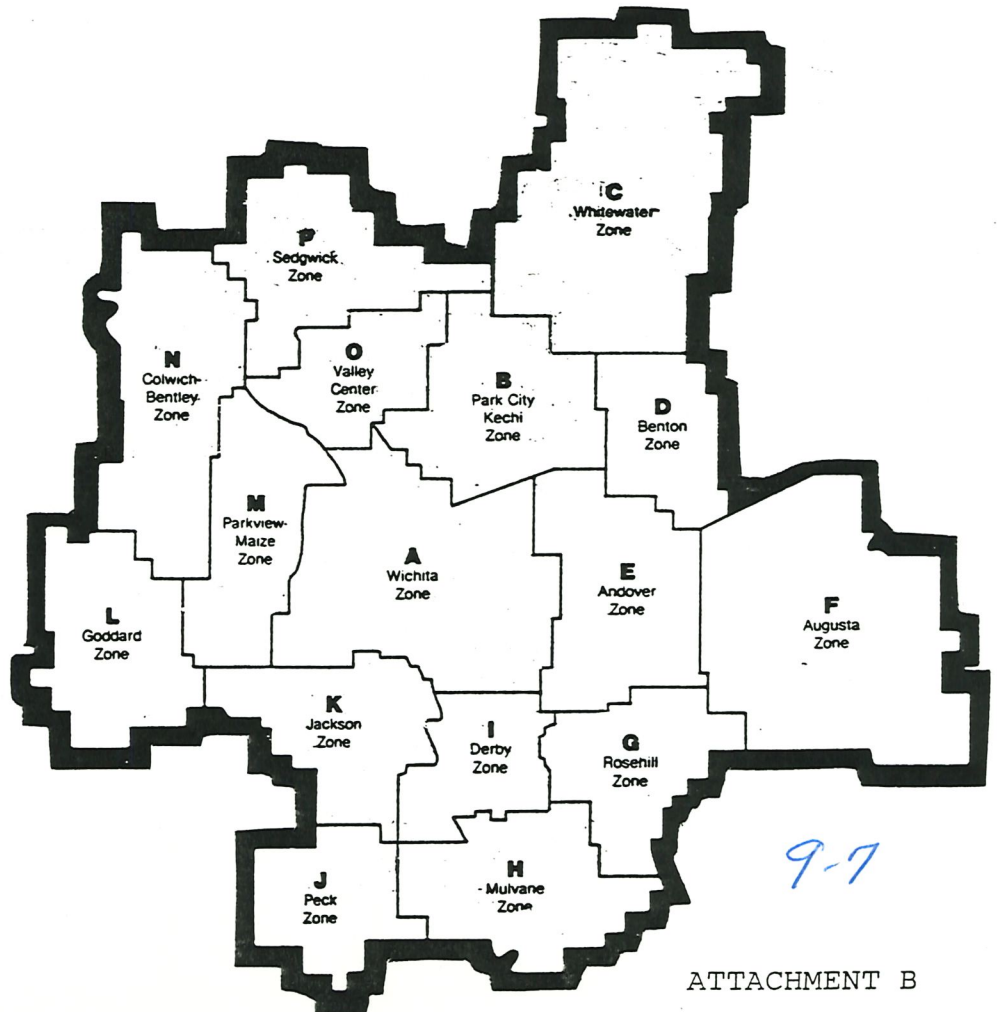 C
Whitewater
Zone
P
Sedgwick
Zone
N
Colwich-
Bentley
Zone
O
Valley
Center
Zone
B
Park City
Kechi
Zone
D
Benton
Zone
M
Parkview-
Maize
Zone
A
Wichita
Zone
E
Andover
Zone
F
Augusta
Zone
L
Goddard
Zone
K
Jackson
Zone
I
Derby
Zone
G
Rosehill
Zone
J
Peck
Zone
H
Mulvane
Zone
9-7
ATTACHMENT B